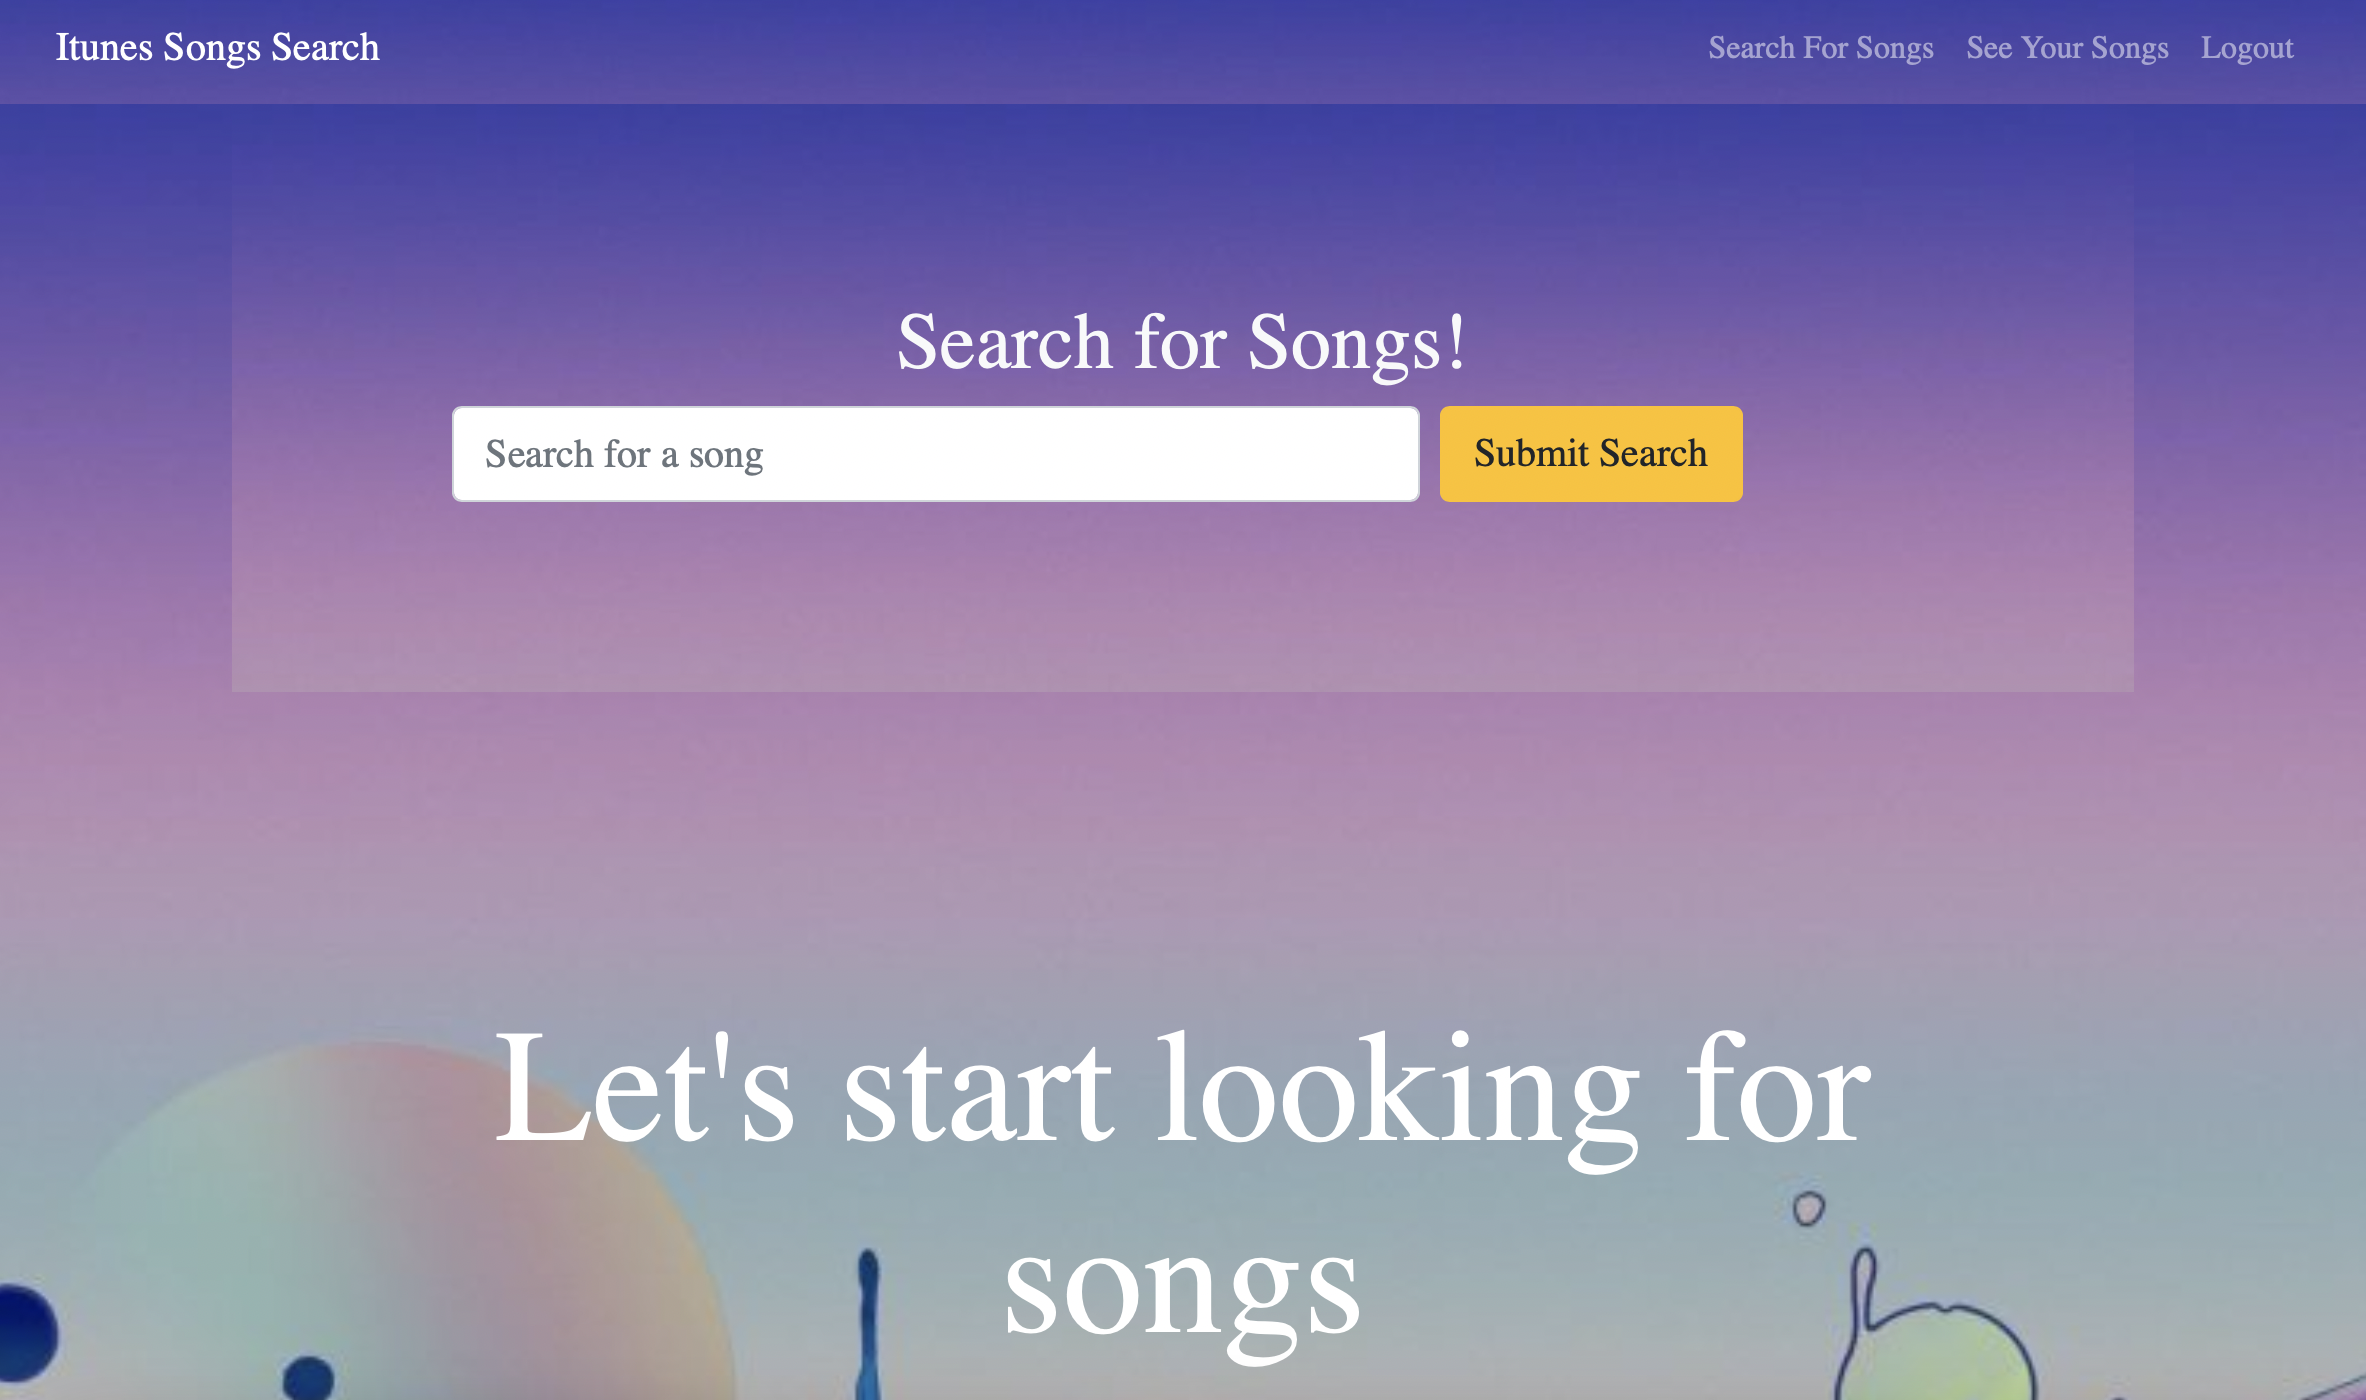 Itunes Songs Search
Search For Songs See Your Songs Logout
Search for Songs!
Search for a song
Submit Search
Let's start looking for
songs